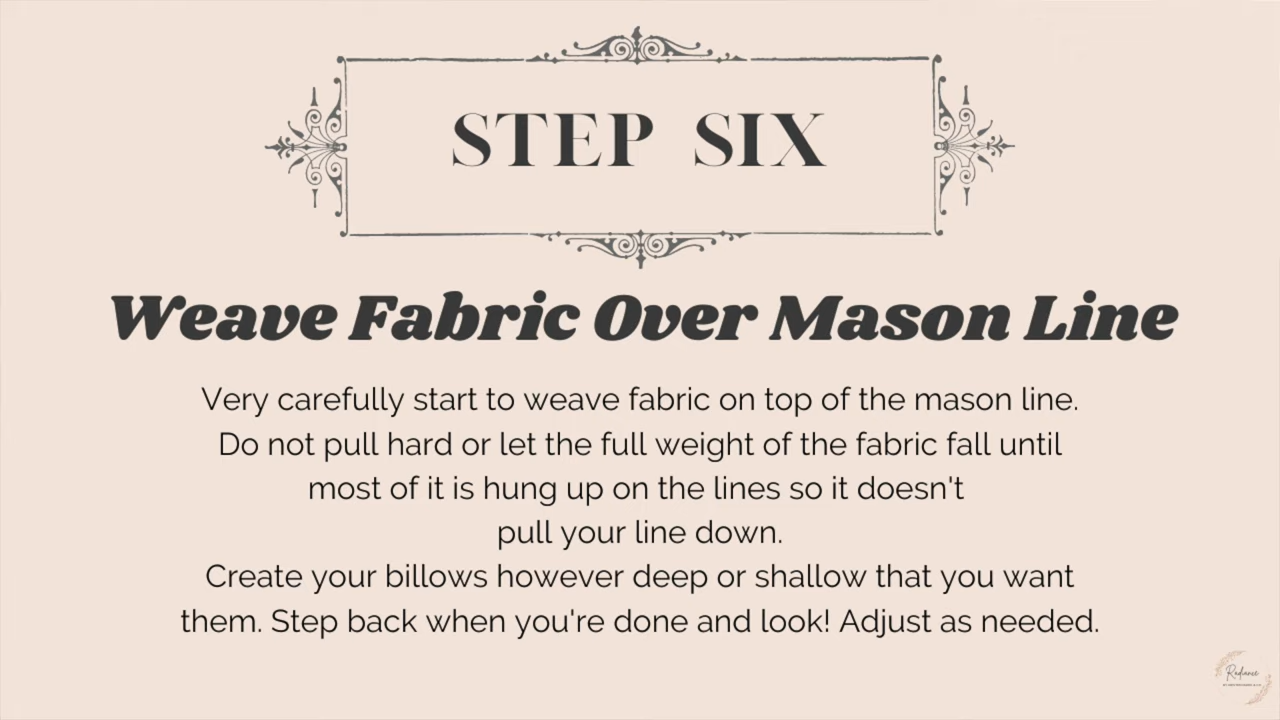 STEP SIX
Weave Fabric Over Mason Line
Very carefully start to weave fabric on top of the mason line.
Do not pull hard or let the full weight of the fabric fall until
most of it is hung up on the lines so it doesn't
pull your line down.
Create your billows however deep or shallow that you want
them. Step back when you're done and look! Adjust as needed.
Radiance